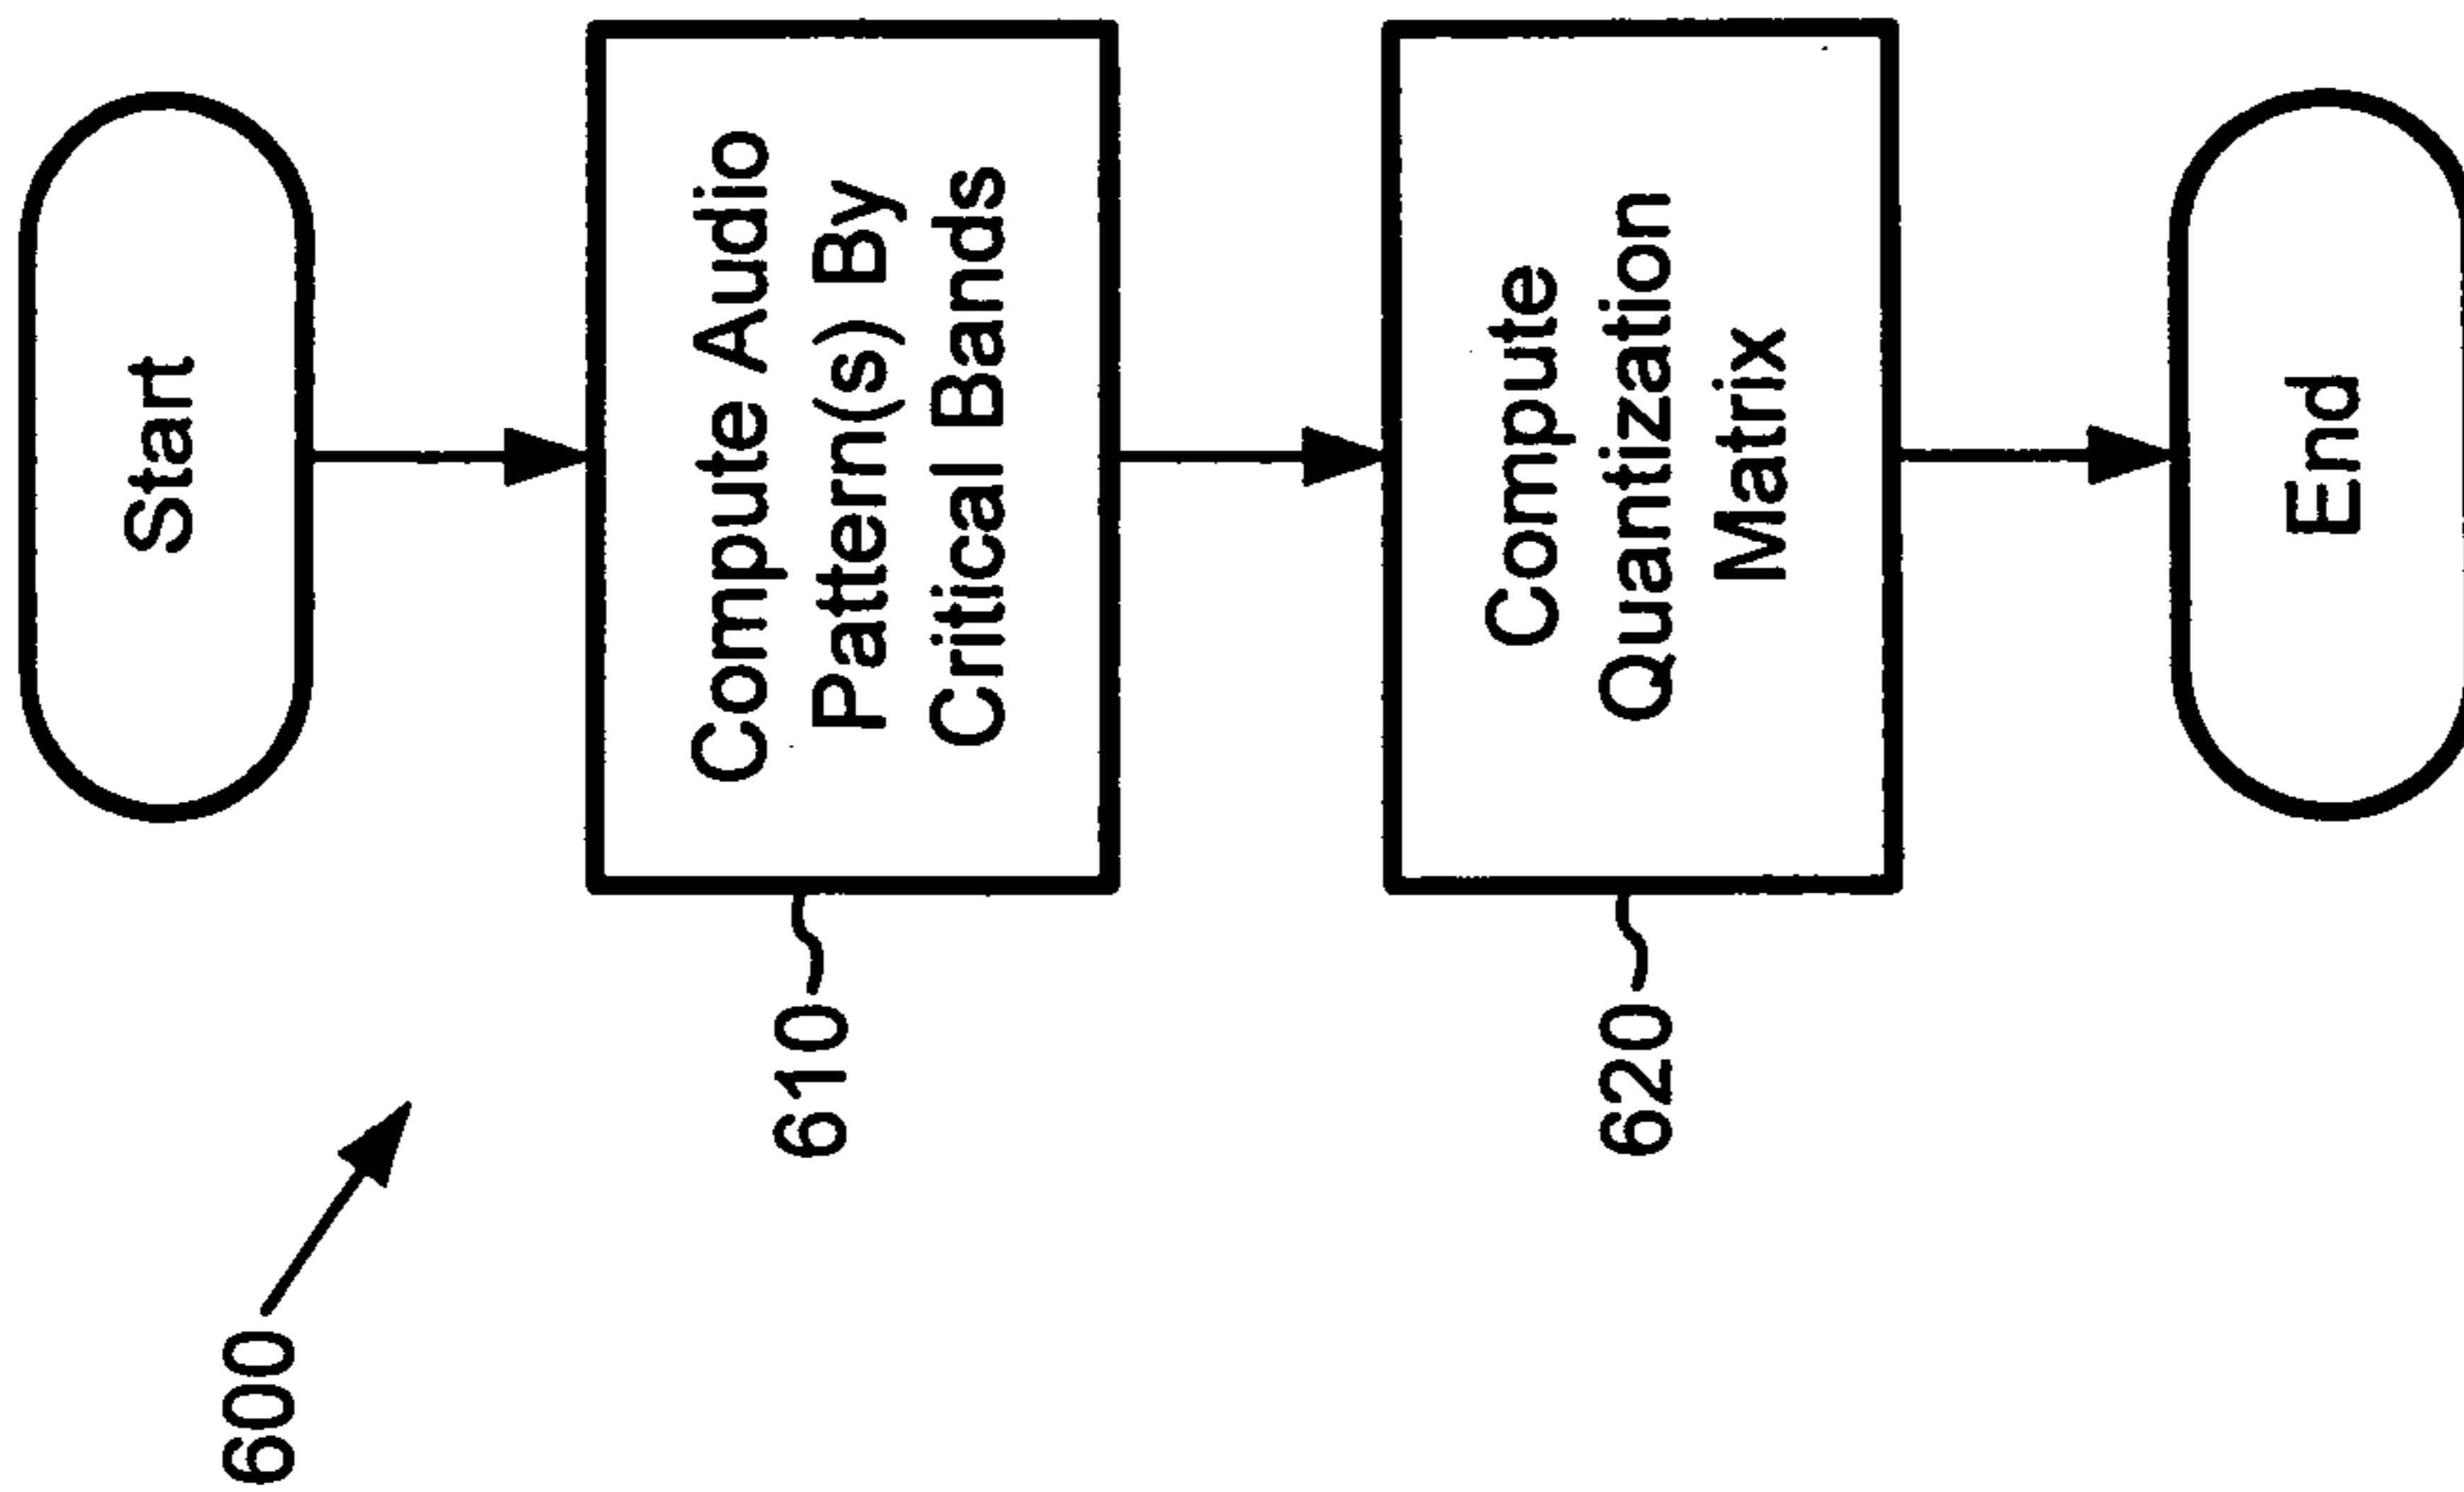 600
Start
610
Compute Audio
Pattern(s) By
Critical Bands
620
Compute
Quantization
Matrix
End